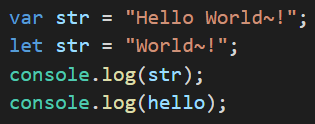 var str = "Hello World~!";
let str = "World~!";
console.log(str);
console.log(hello);